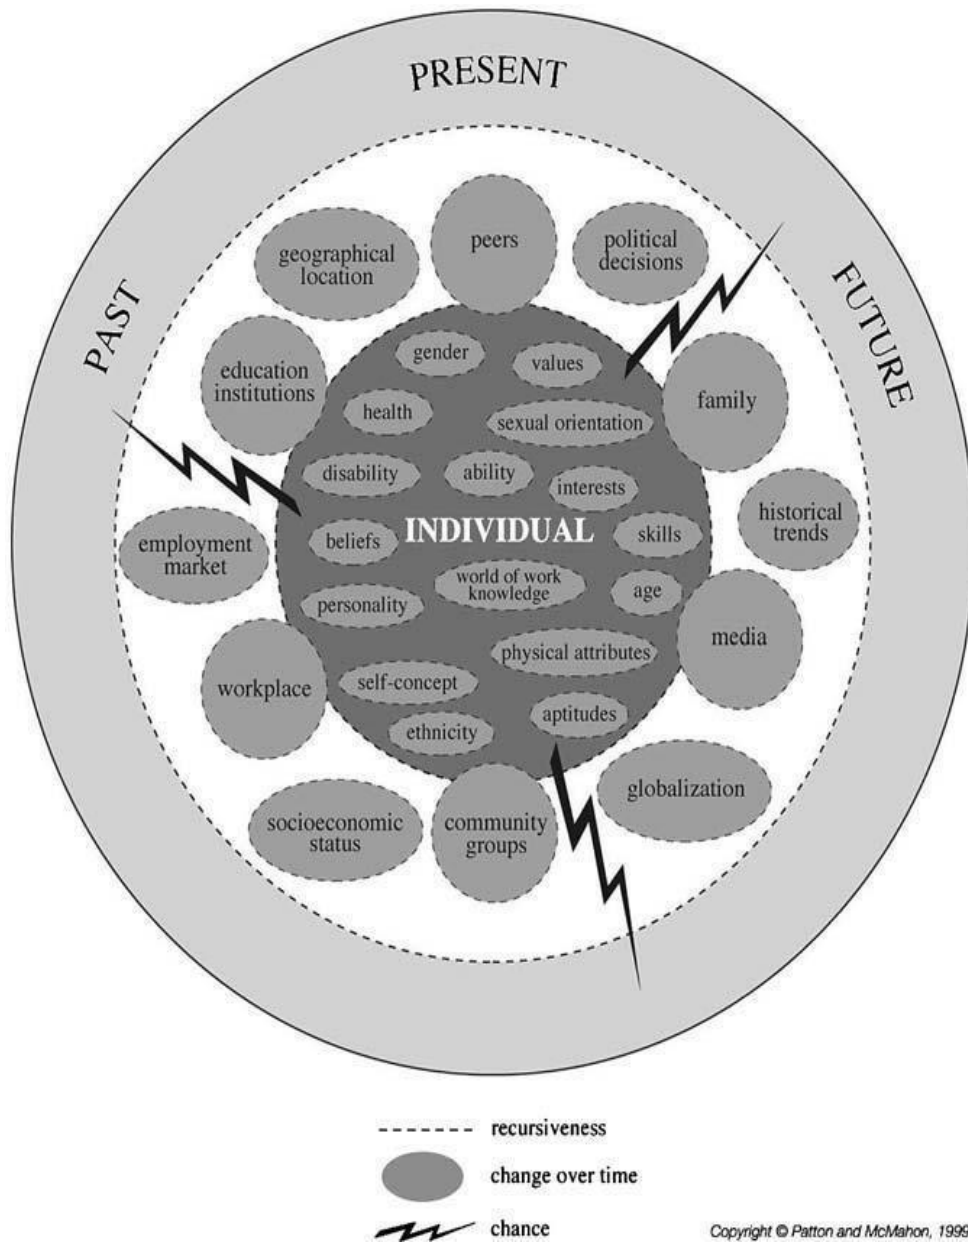 PRESENT
PAST
FUTURE
peers
geographical
location
political
decisions
education
institutions
family
employment
market
historical
trends
workplace
media
socioeconomic
status
community
groups
globalization
gender
values
health
sexual orientation
disability
ability
interests
INDIVIDUAL
beliefs
skills
world of work
knowledge
age
personality
physical attributes
self-concept
aptitudes
ethnicity
recursiveness
change over time
chance
Copyright © Patton and McMahon, 1999